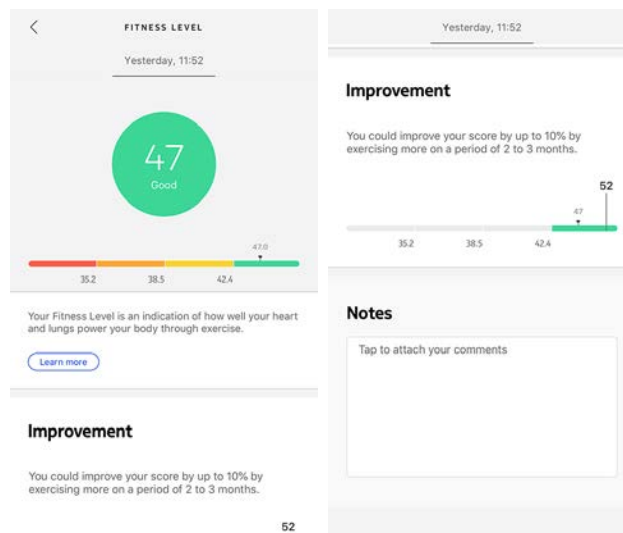 FITNESS LEVEL
Yesterday, 11:52
47
Good
47.0
35.2 38.5 42.4
Your Fitness Level is an indication of how well your heart
and lungs power your body through exercise.
Learn more
Improvement
You could improve your score by up to 10% by
exercising more on a period of 2 to 3 months.
52
Yesterday, 11:52
Improvement
You could improve your score by up to 10% by
exercising more on a period of 2 to 3 months.
52
47
35.2 38.5 42.4
Notes
Tap to attach your comments